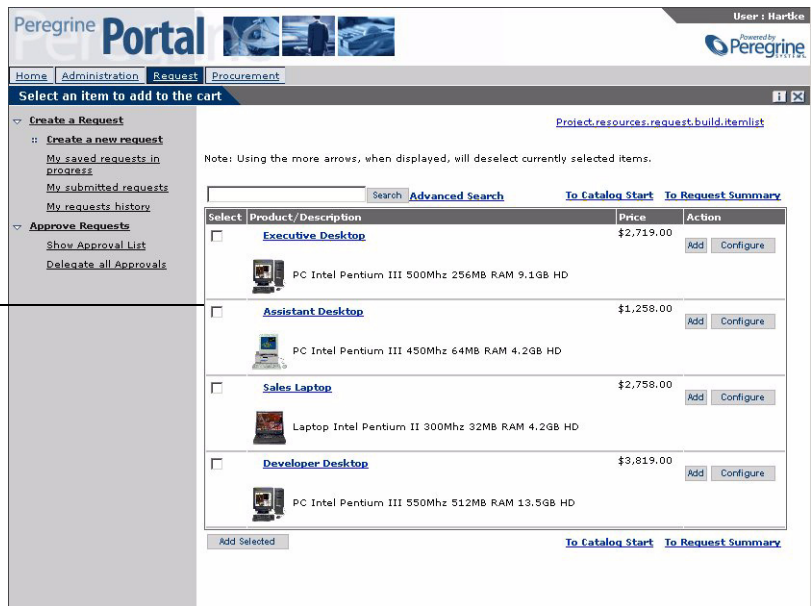 Peregrine Portal
User : Hartke
Powered by
Peregrine
SYSTEMS
Home Administration Request Procurement
Select an item to add to the cart
Create a Request
Create a new request
My saved requests in
progress
My submitted requests
My requests history
Approve Requests
Show Approval List
Delegate all Approvals
Project.resources.request.build.itemlist
Note: Using the more arrows, when displayed, will deselect currently selected items.
Search Advanced Search To Catalog Start To Request Summary
Select Product/Description Price Action
Executive Desktop $2,719.00 Add Configure
PC Intel Pentium III 500Mhz 256MB RAM 9.1GB HD
Assistant Desktop $1,258.00 Add Configure
PC Intel Pentium III 450Mhz 64MB RAM 4.2GB HD
Sales Laptop $2,758.00 Add Configure
Laptop Intel Pentium II 300Mhz 32MB RAM 4.2GB HD
Developer Desktop $3,819.00 Add Configure
PC Intel Pentium III 550Mhz 512MB RAM 13.5GB HD
Add Selected To Catalog Start To Request Summary